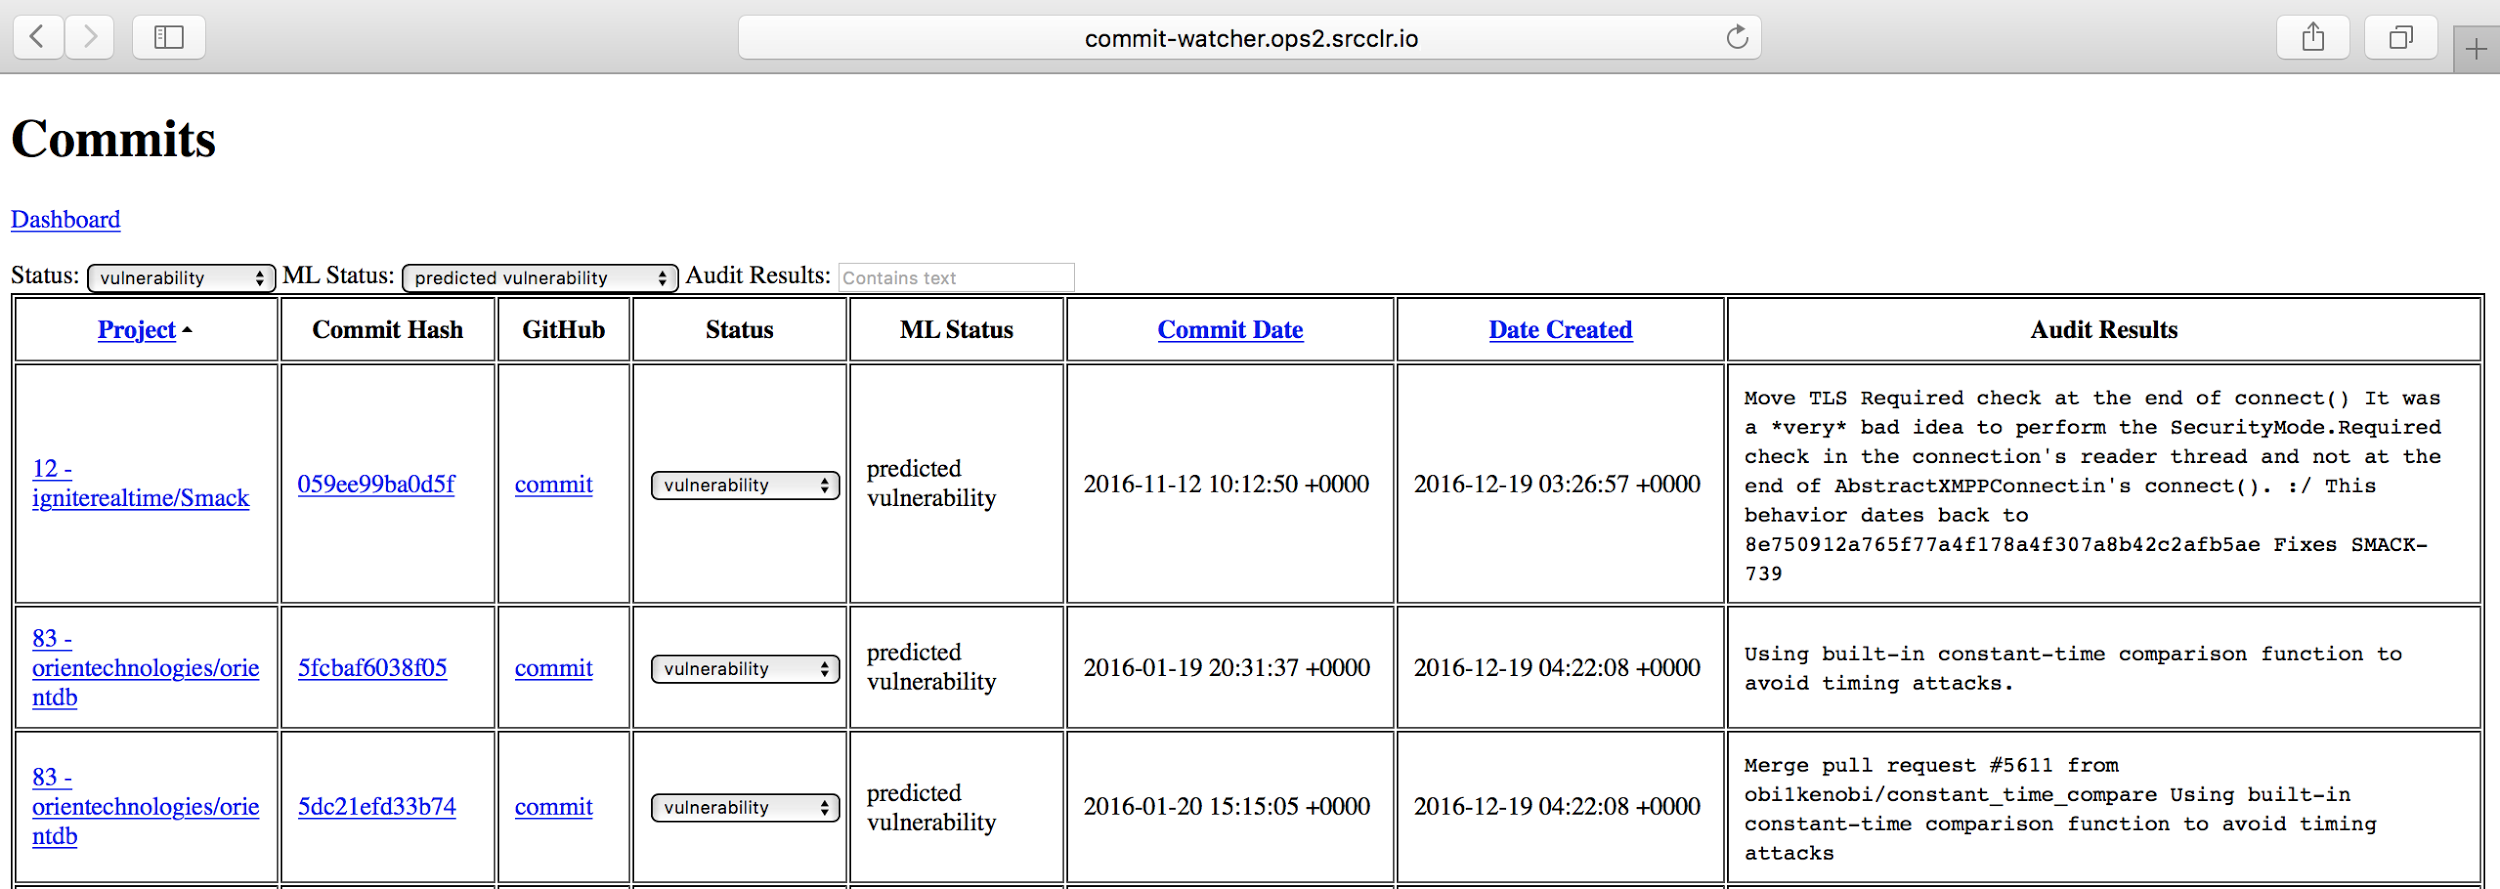 commit-watcher.ops2.srcclr.io
Commits
Dashboard
Status: vulnerability ML Status: predicted vulnerability Audit Results: Contains text
Project Commit Hash GitHub Status ML Status Commit Date Date Created Audit Results
12 -
igniterealtime/Smack
059ee99ba0d5f
commit
vulnerability
predicted
vulnerability
2016-11-12 10:12:50 +0000
2016-12-19 03:26:57 +0000
Move TLS Required check at the end of connect() It was
a *very* bad idea to perform the SecurityMode.Required
check in the connection's reader thread and not at the
end of AbstractXMPPConnectin's connect(). :/ This
behavior dates back to
8e750912a765f77a4f178a4f307a8b42c2afb5ae Fixes SMACK-
739
83 -
orientechnologies/orie
ntdb
5fcbaf6038f05
commit
vulnerability
predicted
vulnerability
2016-01-19 20:31:37 +0000
2016-12-19 04:22:08 +0000
Using built-in constant-time comparison function to
avoid timing attacks.
83 -
orientechnologies/orie
ntdb
5dc21efd33b74
commit
vulnerability
predicted
vulnerability
2016-01-20 15:15:05 +0000
2016-12-19 04:22:08 +0000
Merge pull request #5611 from
obi1kenobi/constant_time_compare Using built-in
constant-time comparison function to avoid timing
attacks